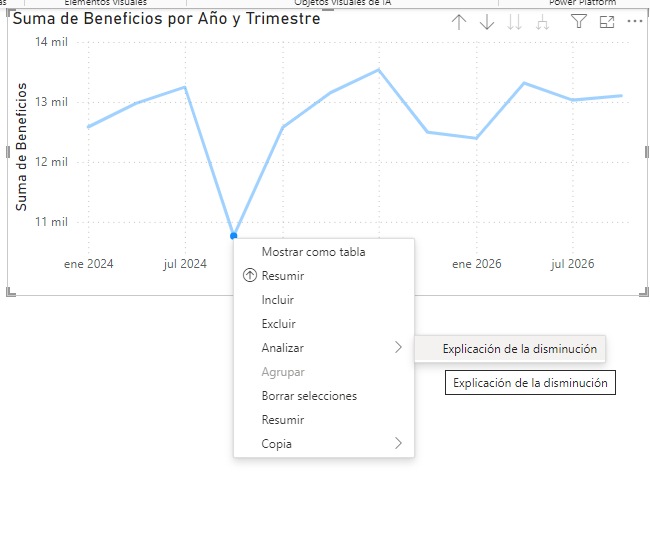 Elementos visuales
Objetos visuales de IA
Power Platform
Suma de Beneficios por Año y Trimestre
Suma de Beneficios
14 mil
13 mil
12 mil
11 mil
ene 2024
jul 2024
ene 2026
jul 2026
Mostrar como tabla
Resumir
Incluir
Excluir
Analizar
Explicación de la disminución
Agrupar
Explicación de la disminución
Borrar selecciones
Resumir
Copia